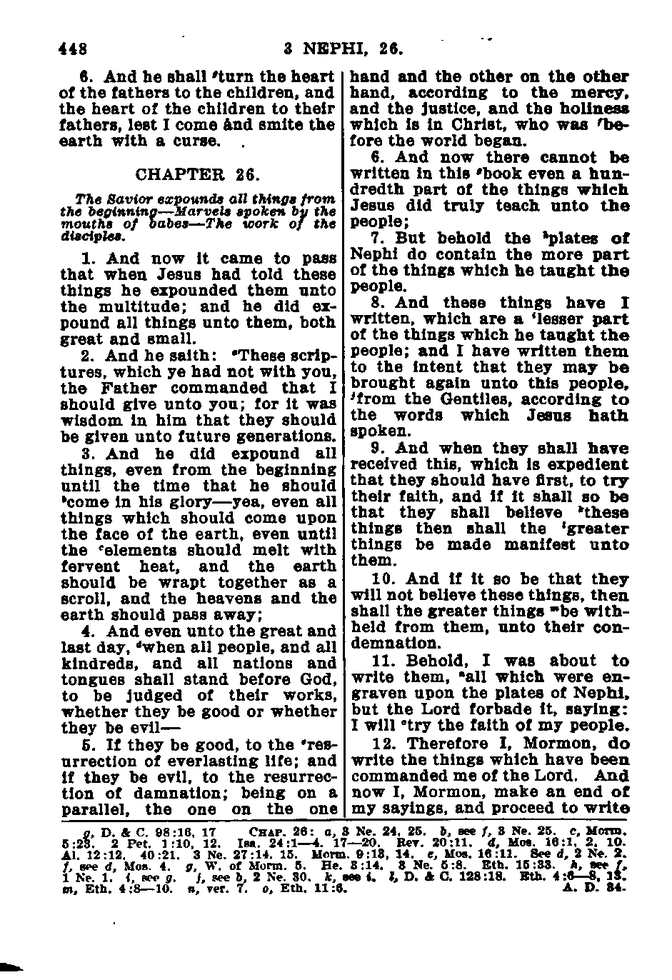 448
3 NEPHI, 26.
6. And he shall gturn the heart
of the fathers to the children, and
the heart of the children to their
fathers, lest I come and smite the
earth with a curse.
CHAPTER 26.
The Savior expounds all things from
the beginning—Marvels spoken by the
mouths of babes—The work of the
disciples.
1. And now it came to pass
that when Jesus had told these
things he expounded them unto
the multitude; and he did ex-
pound all things unto them, both
great and small.
2. And he saith: aThese scrip-
tures, which ye had not with you,
the Father commanded that I
should give unto you; for it was
wisdom in him that they should
be given unto future generations.
3. And he did expound all
things, even from the beginning
until the time that he should
bcome in his glory—yea, even all
things which should come upon
the face of the earth, even until
the celements should melt with
fervent heat, and the earth
should be wrapt together as a
scroll, and the heavens and the
earth should pass away;
4. And even unto the great and
last day, dwhen all people, and all
kindreds, and all nations and
tongues shall stand before God,
to be judged of their works,
whether they be good or whether
they be evil—
5. If they be good, to the eres-
urrection of everlasting life; and
if they be evil, to the resurrec-
tion of damnation; being on a
parallel, the one on the one
hand and the other on the other
hand, according to the mercy,
and the justice, and the holiness
which is in Christ, who was fbe-
fore the world began.
6. And now there cannot be
written in this gbook even a hun-
dredth part of the things which
Jesus did truly teach unto the
people;
7. But behold the hplates of
Nephi do contain the more part
of the things which he taught the
people.
8. And these things have I
written, which are a ilesser part
of the things which he taught the
people; and I have written them
to the intent that they may be
brought again unto this people,
jfrom the Gentiles, according to
the words which Jesus hath
spoken.
9. And when they shall have
received this, which is expedient
that they should have first, to try
their faith, and if it shall so be
that they shall believe kthese
things then shall the lgreater
things be made manifest unto
them.
10. And if it so be that they
will not believe these things, then
shall the greater things mbe with-
held from them, unto their con-
demnation.
11. Behold, I was about to
write them, nall which were en-
graven upon the plates of Nephi,
but the Lord forbade it, saying:
I will otry the faith of my people.
12. Therefore I, Mormon, do
write the things which have been
commanded me of the Lord. And
now I, Mormon, make an end of
my sayings, and proceed to write
g, D. & C. 98:16, 17 CHAP. 26: a, 3 Ne. 24, 25. b, see f, 3 Ne. 25. c, Morm.
5:23. 2 Pet. 1:10, 12. Isa. 24:1—4. 17—20. Rev. 20:11. d, Mos. 16:1, 2, 10.
Al. 12:12. 40:21. 3 Ne. 27:14, 15. Morm. 9:13, 14. e, Mos. 16:11. See d, 2 Ne. 2.
f, see d, Mos. 4. g, W. of Morm. 5. He. 3:14. 3 Ne. 5:8. Eth. 15:33. h, see f,
1 Ne. 1. i, see g. j, see b, 2 Ne. 30. k, see i. l, D. & C. 128:18. Eth. 4:6—8, 13.
m, Eth. 4:8—10. n, ver. 7. o, Eth. 11:6. A. D. 34.